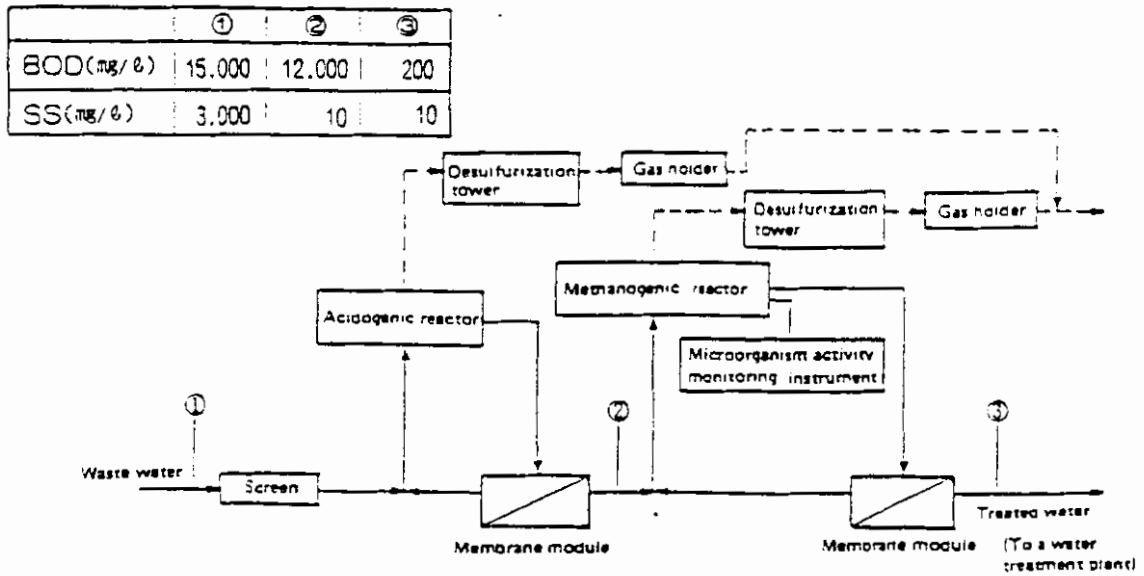 ① ② ③
BOD(mg/ℓ) 15.000 12.000 200
SS(mg/ℓ) 3.000 10 10
Desulfurization
tower
Gas holder
Desulfurization
tower
Gas holder
Methanogenic reactor
Acidogenic reactor
Microorganism activity
monitoring instrument
①
②
③
Waste water
Screen
Membrane module
Membrane module
Treated water
(To a water
treatment plant)